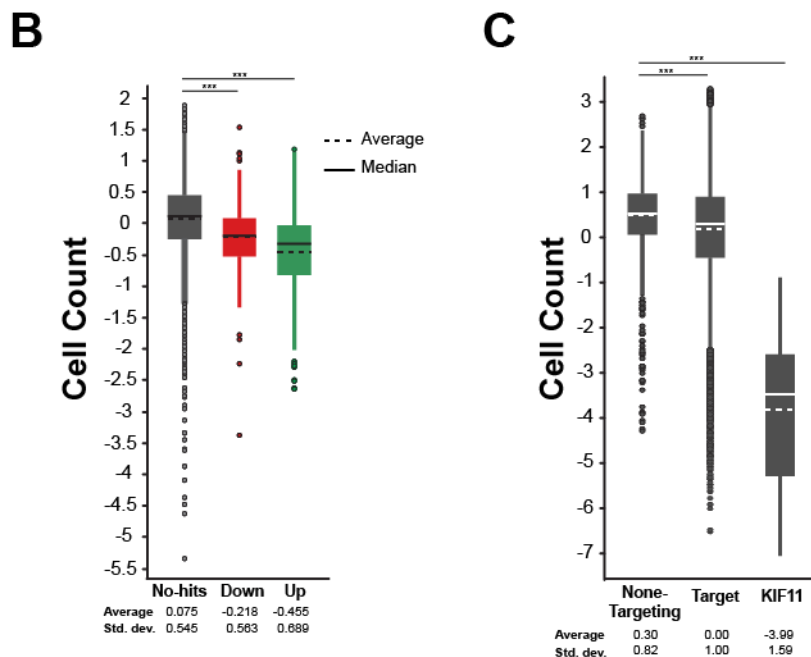 B
***
***
Cell Count
2
1.5
1
0.5
0
-0.5
-1
-1.5
-2
-2.5
-3
-3.5
-4
-4.5
-5
-5.5
Average
Median
No-hits Down Up
Average 0.075 -0.218 -0.455
Std. dev. 0.545 0.563 0.689
C
***
***
Cell Count
3
2
1
0
-1
-2
-3
-4
-5
-6
-7
None-
Targeting Target KIF11
Average 0.30 0.00 -3.99
Std. dev. 0.82 1.00 1.59